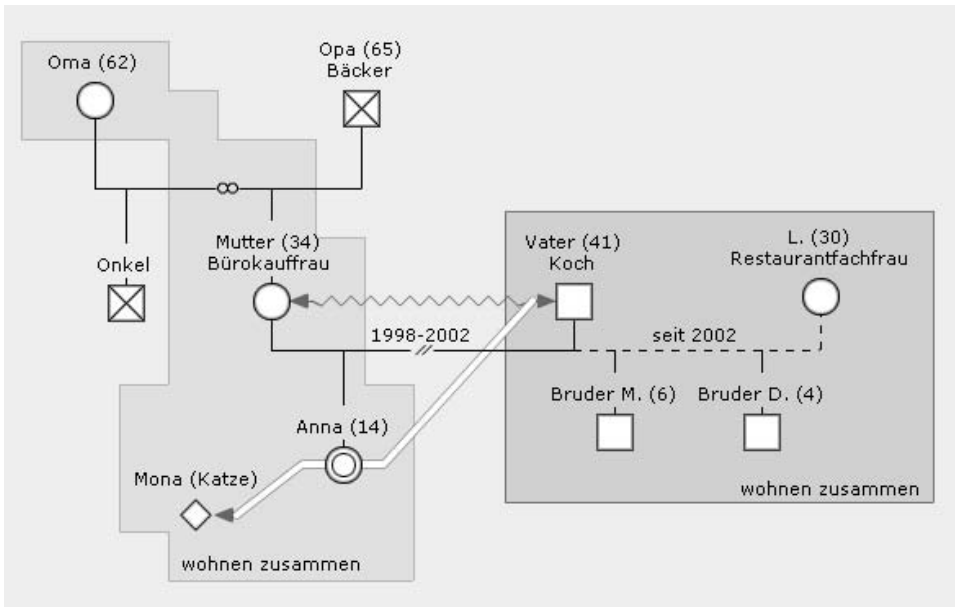 Oma (62)
Opa (65)
Bäcker
Onkel
Mutter (34)
Bürokauffrau
Vater (41)
Koch
L. (30)
Restaurantfachfrau
1998-2002
seit 2002
Bruder M. (6)
Bruder D. (4)
Anna (14)
Mona (Katze)
wohnen zusammen
wohnen zusammen